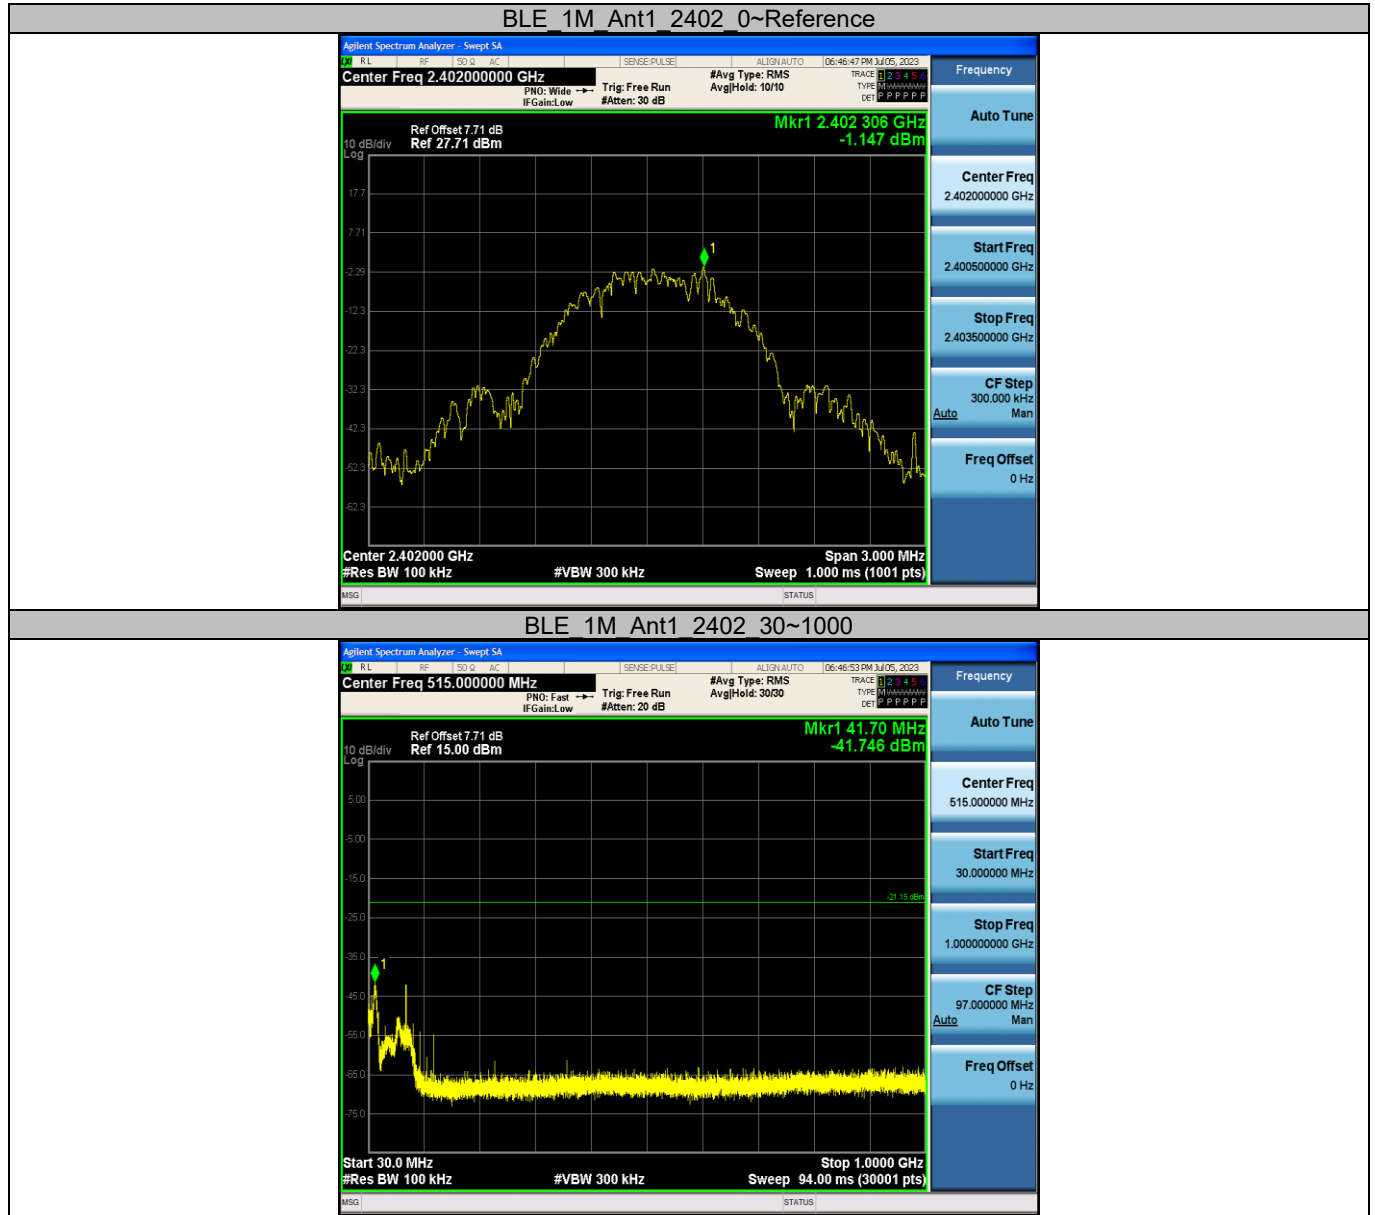 BLE_1M_Ant1_2402_0~Reference
Agilent Spectrum Analyzer - Swept SA
RL RF 50 Ω AC SENSE:PULSE ALIGN AUTO 06:46:47 PM Jul 05, 2023
Center Freq 2.402000000 GHz
#Avg Type: RMS
TRACE 1 2 3 4 5 6
PNO: Wide
Trig: Free Run
Avg|Hold: 10/10
TYPE M W W W W W
IFGain:Low
#Atten: 30 dB
DET P P P P P P
Frequency
Mkr1 2.402 306 GHz
-1.147 dBm
Ref Offset 7.71 dB
10 dB/div Ref 27.71 dBm
Log
Auto Tune
17.7
7.71
-2.29
-12.3
-22.3
-32.3
-42.3
-52.3
-62.3
1
Center Freq
2.402000000 GHz
Start Freq
2.400500000 GHz
Stop Freq
2.403500000 GHz
CF Step
300.000 kHz
Auto Man
Freq Offset
0 Hz
Center 2.402000 GHz Span 3.000 MHz
#Res BW 100 kHz #VBW 300 kHz Sweep 1.000 ms (1001 pts)
MSG STATUS
BLE_1M_Ant1_2402_30~1000
Agilent Spectrum Analyzer - Swept SA
RL RF 50 Ω AC SENSE:PULSE ALIGN AUTO 06:46:53 PM Jul 05, 2023
Center Freq 515.000000 MHz
#Avg Type: RMS
TRACE 1 2 3 4 5 6
PNO: Fast
Trig: Free Run
Avg|Hold: 30/30
TYPE M W W W W W
IFGain:Low
#Atten: 20 dB
DET P P P P P P
Frequency
Mkr1 41.70 MHz
-41.746 dBm
Ref Offset 7.71 dB
10 dB/div Ref 15.00 dBm
Log
Auto Tune
5.00
-5.00
-15.0
-21.15 dBm
-25.0
-35.0
-45.0
-55.0
-65.0
-75.0
1
Center Freq
515.000000 MHz
Start Freq
30.000000 MHz
Stop Freq
1.000000000 GHz
CF Step
97.000000 MHz
Auto Man
Freq Offset
0 Hz
Start 30.0 MHz Stop 1.0000 GHz
#Res BW 100 kHz #VBW 300 kHz Sweep 94.00 ms (30001 pts)
MSG STATUS